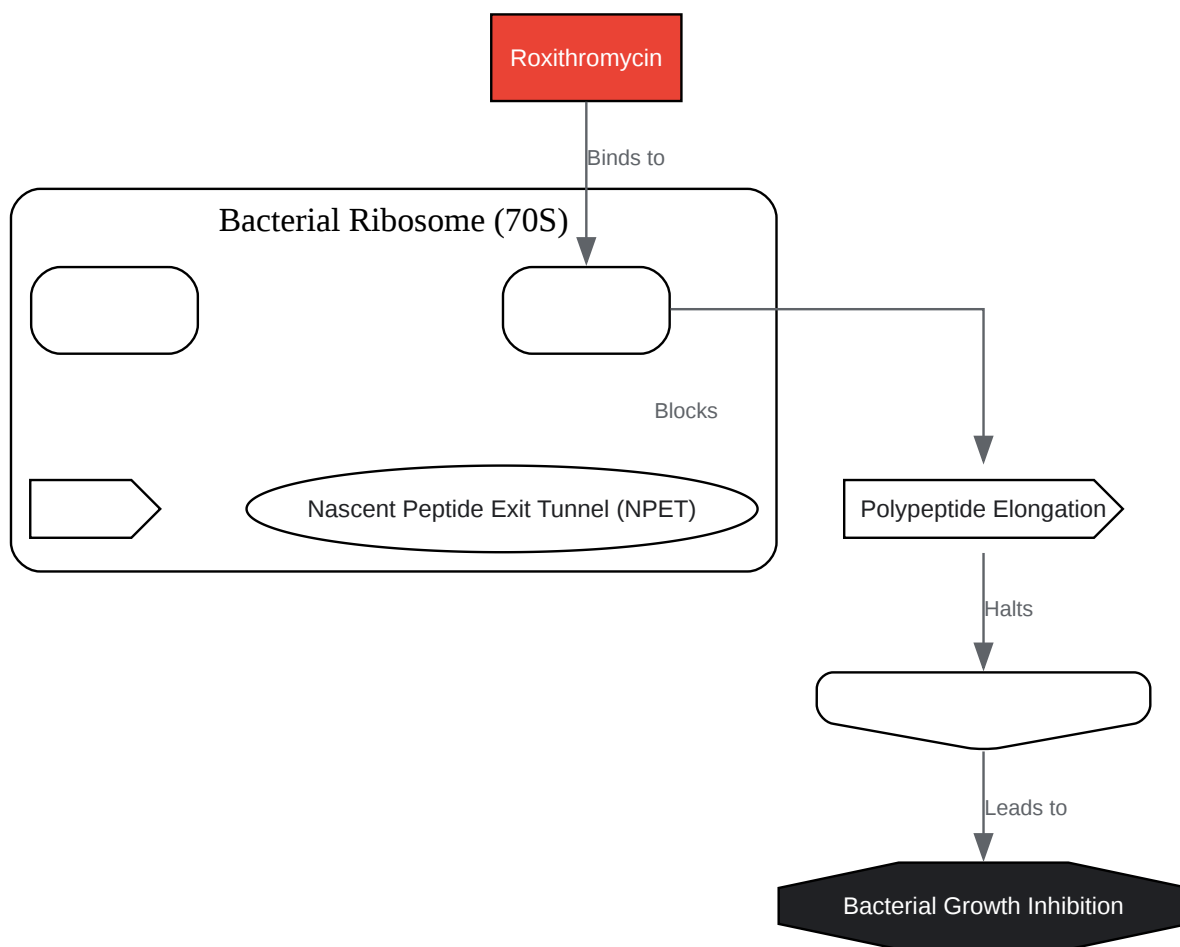 Roxithromycin
Binds to
Bacterial Ribosome (70S)
Blocks
Nascent Peptide Exit Tunnel (NPET)
Polypeptide Elongation
Halts
Leads to
Bacterial Growth Inhibition